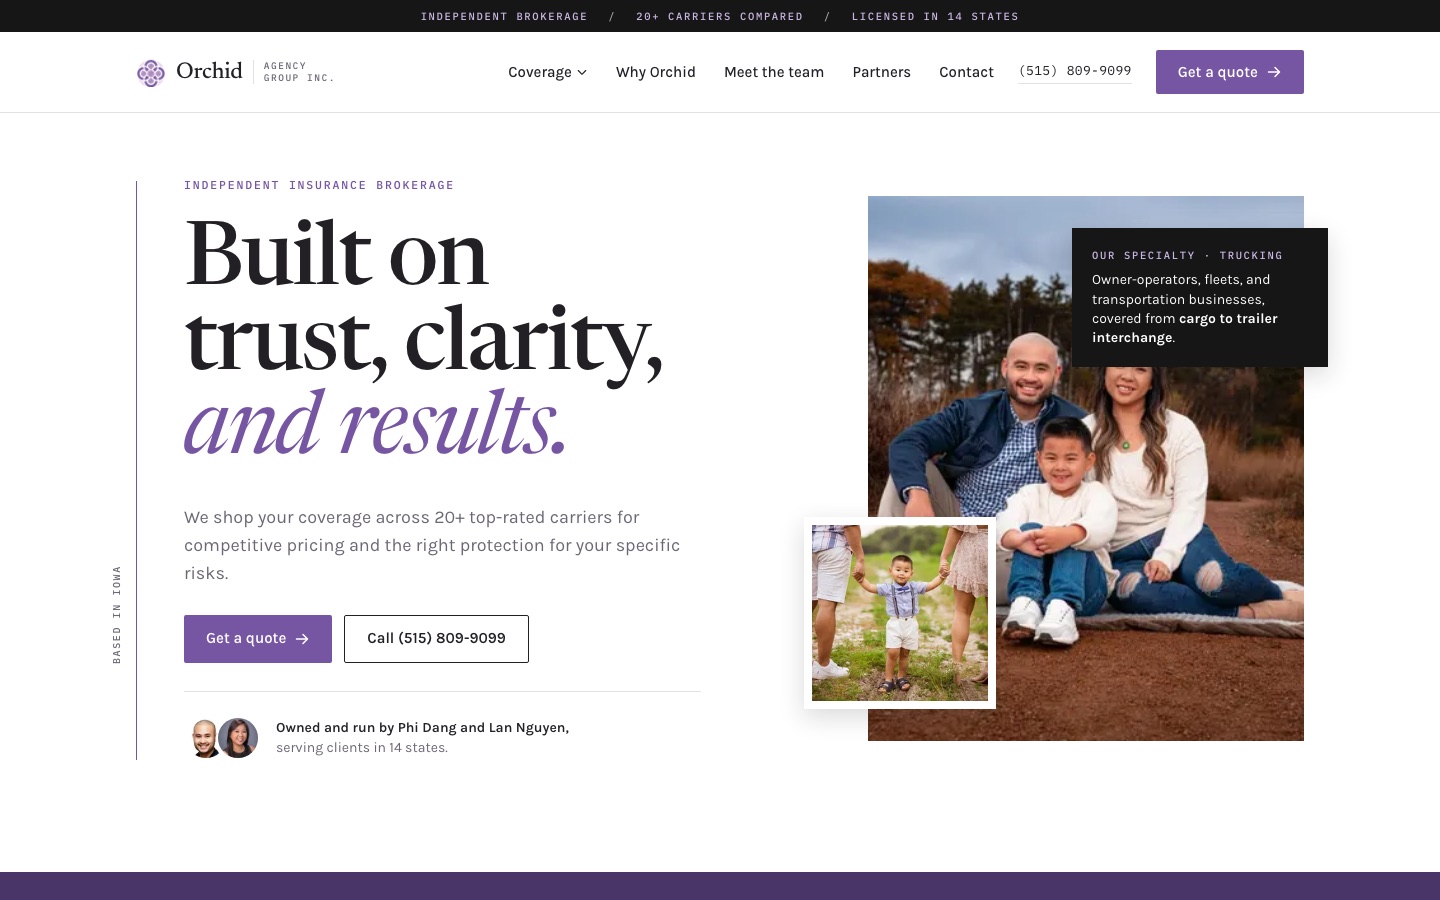 INDEPENDENT BROKERAGE / 20+ CARRIERS COMPARED / LICENSED IN 14 STATES
Orchid
AGENCY
GROUP INC.
Coverage
Why Orchid
Meet the team
Partners
Contact
(515) 809-9099
Get a quote
INDEPENDENT INSURANCE BROKERAGE
Built on
trust, clarity,
and results.
We shop your coverage across 20+ top-rated carriers for
competitive pricing and the right protection for your specific
risks.
BASED IN IOWA
Get a quote
Call (515) 809-9099
Owned and run by Phi Dang and Lan Nguyen,
serving clients in 14 states.
OUR SPECIALTY · TRUCKING
Owner-operators, fleets, and
transportation businesses,
covered from cargo to trailer
interchange.